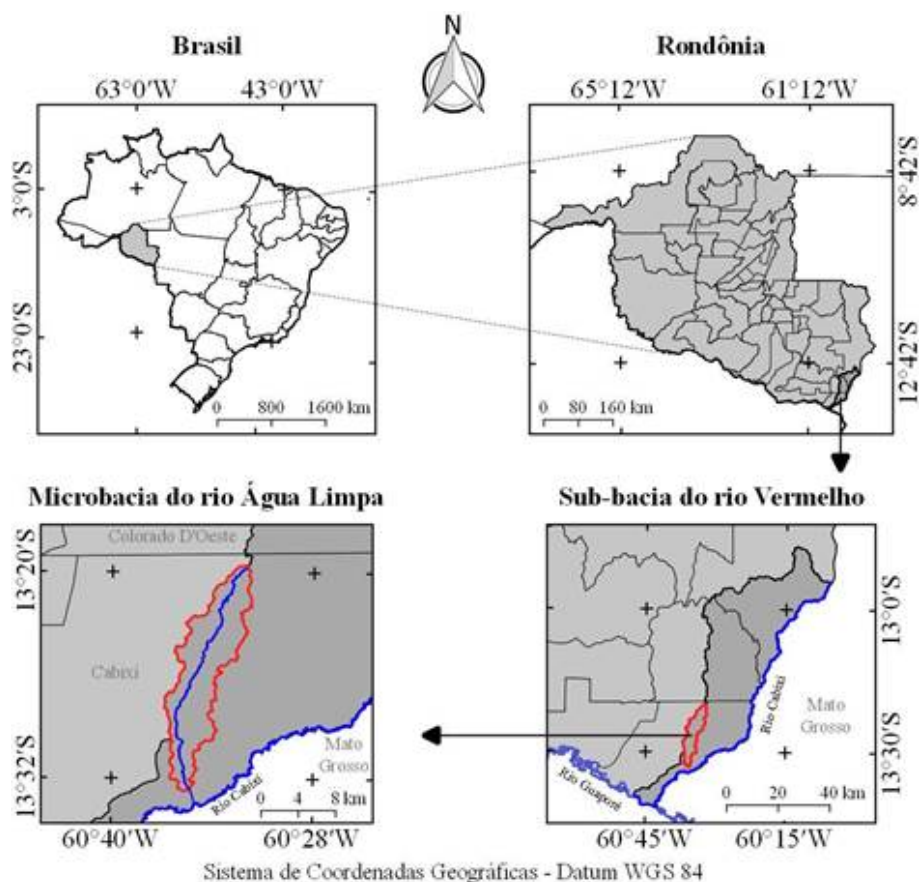 N
Brasil
Rondônia
63°0'W 43°0'W
65°12'W 61°12'W
3°0'S
23°0'S
8°42'S
12°42'S
0 800 1600 km
0 80 160 km
Microbacia do rio Água Limpa
Sub-bacia do rio Vermelho
Colorado D'Oeste
13°20'S
13°32'S
Cabixi
Mato
Grosso
Rio Cabixi
0 4 8 km
60°40'W 60°28'W
13°0'S
13°30'S
Rio Cabixi
Mato
Grosso
Rio Guaporé
0 20 40 km
60°45'W 60°15'W
Sistema de Coordenadas Geográficas - Datum WGS 84